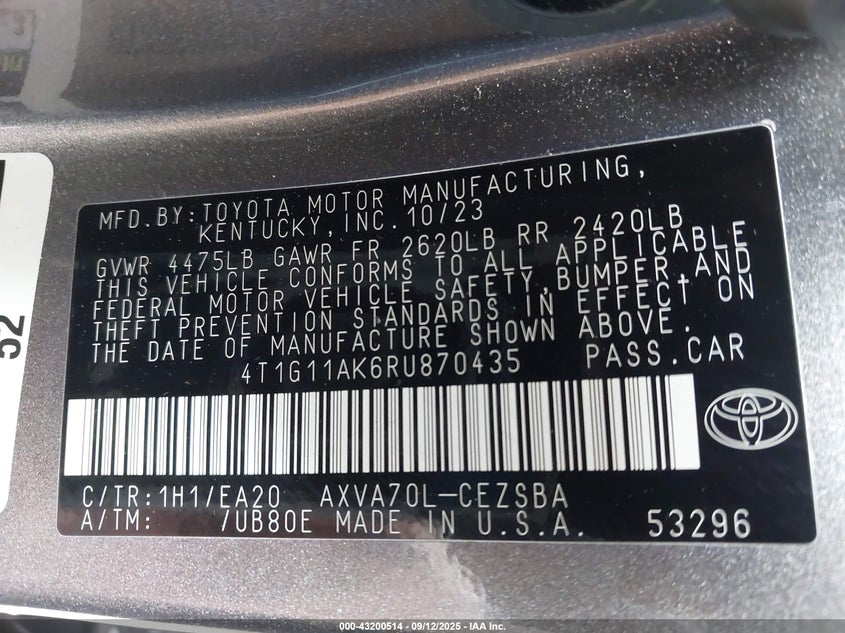 MFD.BY:TOYOTA MOTOR MANUFACTURING,
KENTUCKY,INC.10/23
GVWR 4475LB GAWR FR 2620LB RR 2420LB
THIS VEHICLE CONFORMS TO ALL APPLICABLE
FEDERAL MOTOR VEHICLE SAFETY,BUMPER,AND
THEFT PREVENTION STANDARDS IN EFFECT ON
THE DATE OF MANUFACTURE SHOWN ABOVE.
4T1G11AK6RU870435 PASS.CAR
C/TR:1H1/EA20 AXVA70L-CEZSBA
A/TM: /UB80E MADE IN U.S.A. 53296
52
000-43200514 - 09/12/2025 - IAA Inc.